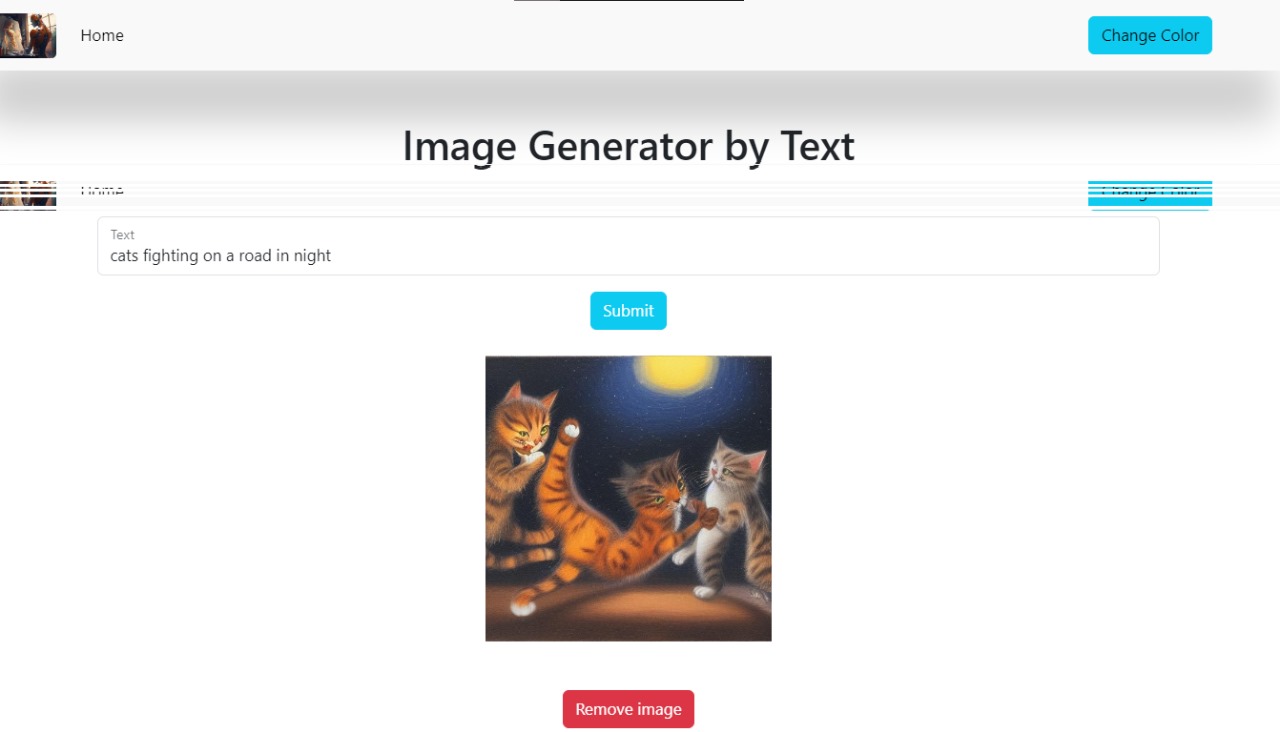 Home
Change Color
Image Generator by Text
Home
Change Color
Text
cats fighting on a road in night
Submit
Remove image